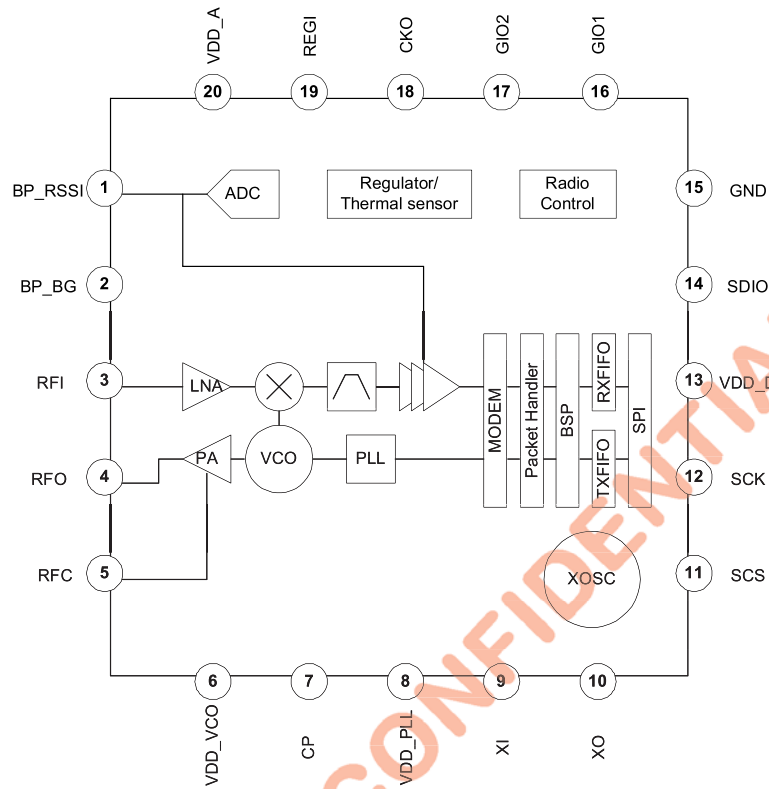 VDD_A
REGI
CKO
GIO2
GIO1
20
19
18
17
16
BP_RSSI
1
ADC
Regulator/
Thermal sensor
Radio
Control
15
GND
BP_BG
2
14
SDIO
RFI
3
LNA
MODEM
Packet Handler
BSP
RXFIFO
TXFIFO
SPI
13
VDD_D
RFO
4
PA
VCO
PLL
12
SCK
RFC
5
XOSC
11
SCS
6
7
8
9
10
VDD_VCO
CP
VDD_PLL
XI
XO
CONFIDENTIA